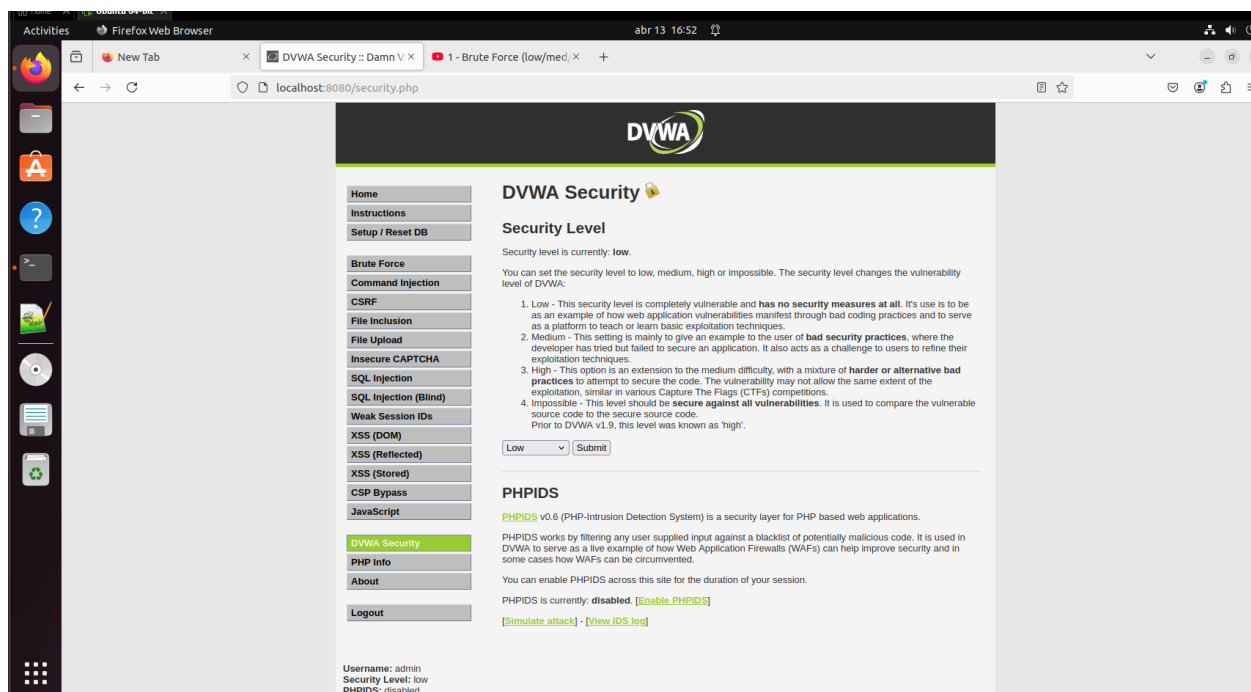 Home
Ubuntu 64-bit
Activities
Firefox Web Browser
abr 13 16:52
New Tab
DVWA Security :: Damn V
1 - Brute Force (low/med
localhost:8080/security.php
DVWA
Home
Instructions
Setup / Reset DB
Brute Force
Command Injection
CSRF
File Inclusion
File Upload
Insecure CAPTCHA
SQL Injection
SQL Injection (Blind)
Weak Session IDs
XSS (DOM)
XSS (Reflected)
XSS (Stored)
CSP Bypass
JavaScript
DVWA Security
PHP Info
About
Logout
Username: admin
Security Level: low
PHPIDS: disabled
DVWA Security
Security Level
Security level is currently: low.
You can set the security level to low, medium, high or impossible. The security level changes the vulnerability
level of DVWA:
1. Low - This security level is completely vulnerable and has no security measures at all. It's use is to be
as an example of how web application vulnerabilities manifest through bad coding practices and to serve
as a platform to teach or learn basic exploitation techniques.
2. Medium - This setting is mainly to give an example to the user of bad security practices, where the
developer has tried but failed to secure an application. It also acts as a challenge to users to refine their
exploitation techniques.
3. High - This option is an extension to the medium difficulty, with a mixture of harder or alternative bad
practices to attempt to secure the code. The vulnerability may not allow the same extent of the
exploitation, similar in various Capture The Flags (CTFs) competitions.
4. Impossible - This level should be secure against all vulnerabilities. It is used to compare the vulnerable
source code to the secure source code.
Prior to DVWA v1.9, this level was known as 'high'.
Low
Submit
PHPIDS
PHPIDS v0.6 (PHP-Intrusion Detection System) is a security layer for PHP based web applications.
PHPIDS works by filtering any user supplied input against a blacklist of potentially malicious code. It is used in
DVWA to serve as a live example of how Web Application Firewalls (WAFs) can help improve security and in
some cases how WAFs can be circumvented.
You can enable PHPIDS across this site for the duration of your session.
PHPIDS is currently: disabled. [Enable PHPIDS]
[Simulate attack] - [View IDS log]